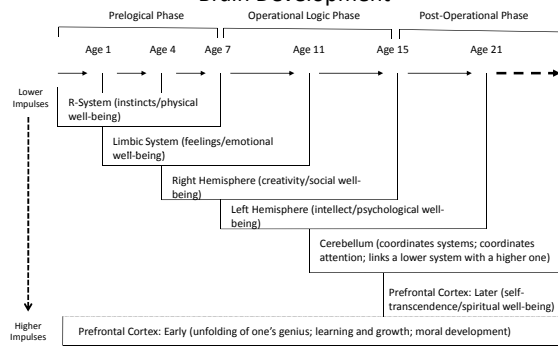 Brain Development
Prelogical Phase
Operational Logic Phase
Post-Operational Phase
Age 1
Age 4
Age 7
Age 11
Age 15
Age 21
Lower
Impulses
R-System (instincts/physical
well-being)
Limbic System (feelings/emotional
well-being)
Right Hemisphere (creativity/social well-
being)
Left Hemisphere (intellect/psychological well-
being)
Cerebellum (coordinates systems; coordinates
attention; links a lower system with a higher one)
Prefrontal Cortex: Later (self-
transcendence/spiritual well-being)
Higher
Impulses
Prefrontal Cortex: Early (unfolding of one's genius; learning and growth; moral development)